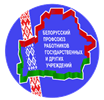 БЕЛОРУССКИЙ
ПРОФСОЮЗ
РАБОТНИКОВ
ГОСУДАРСТВЕННЫХ
И ДРУГИХ
УЧРЕЖДЕНИЙ